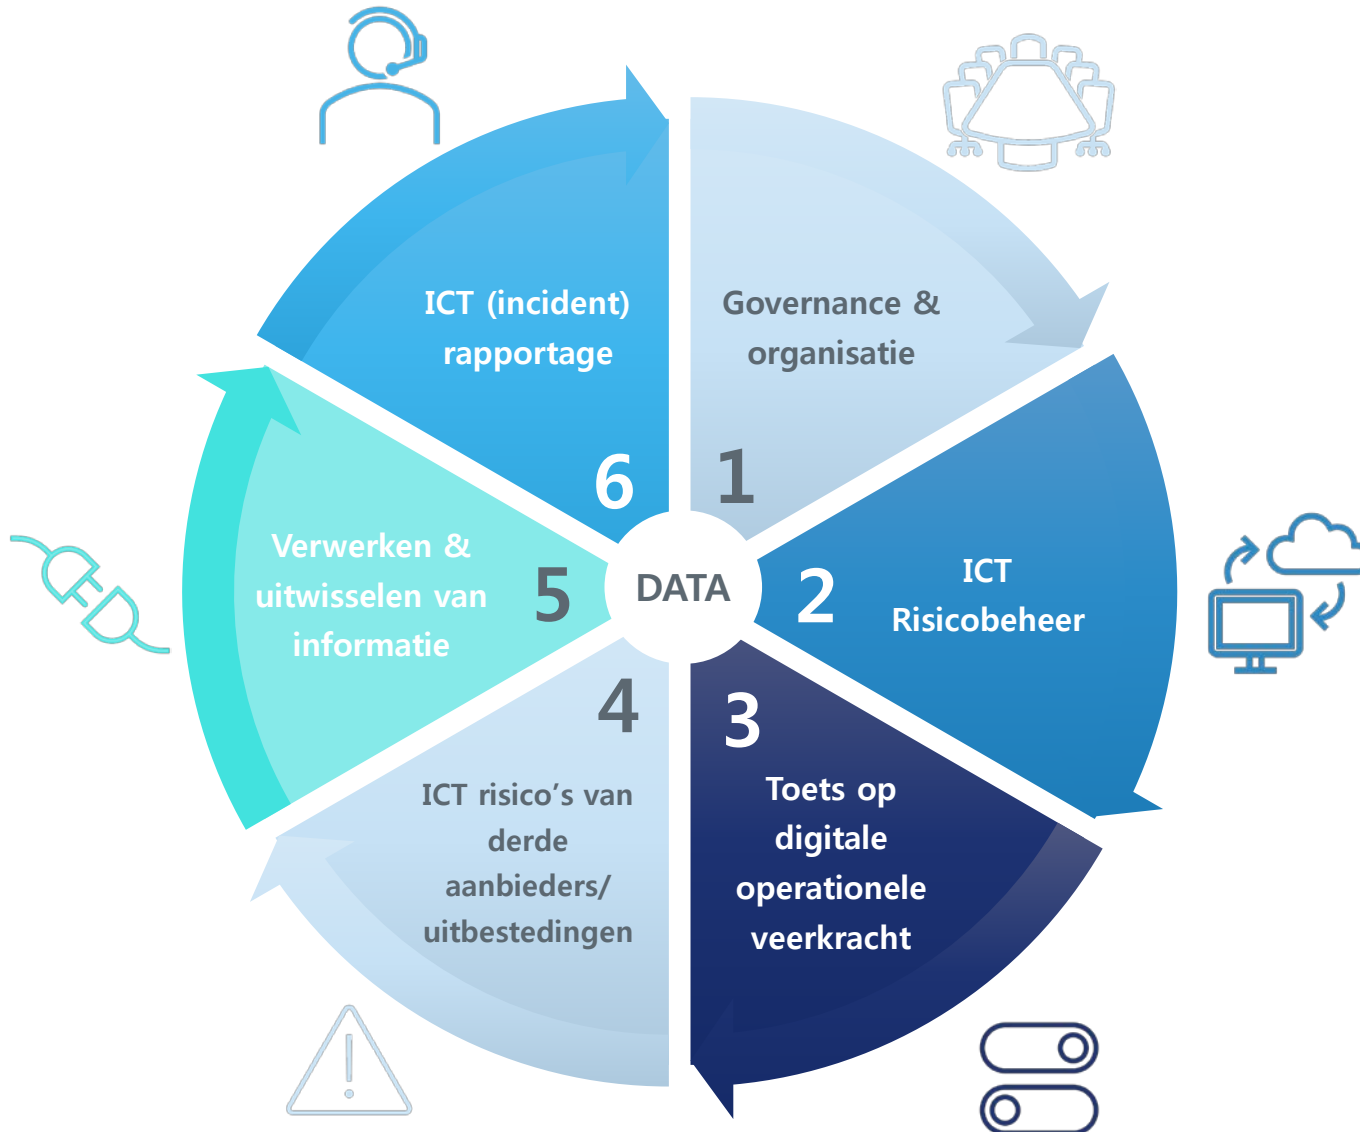 Governance &
organisatie
1
2
ICT
Risicobeheer
3
Toets op
digitale
operationele
veerkracht
4
ICT risico’s van
derde
aanbieders/
uitbestedingen
5
Verwerken &
uitwisselen van
informatie
6
ICT (incident)
rapportage
DATA